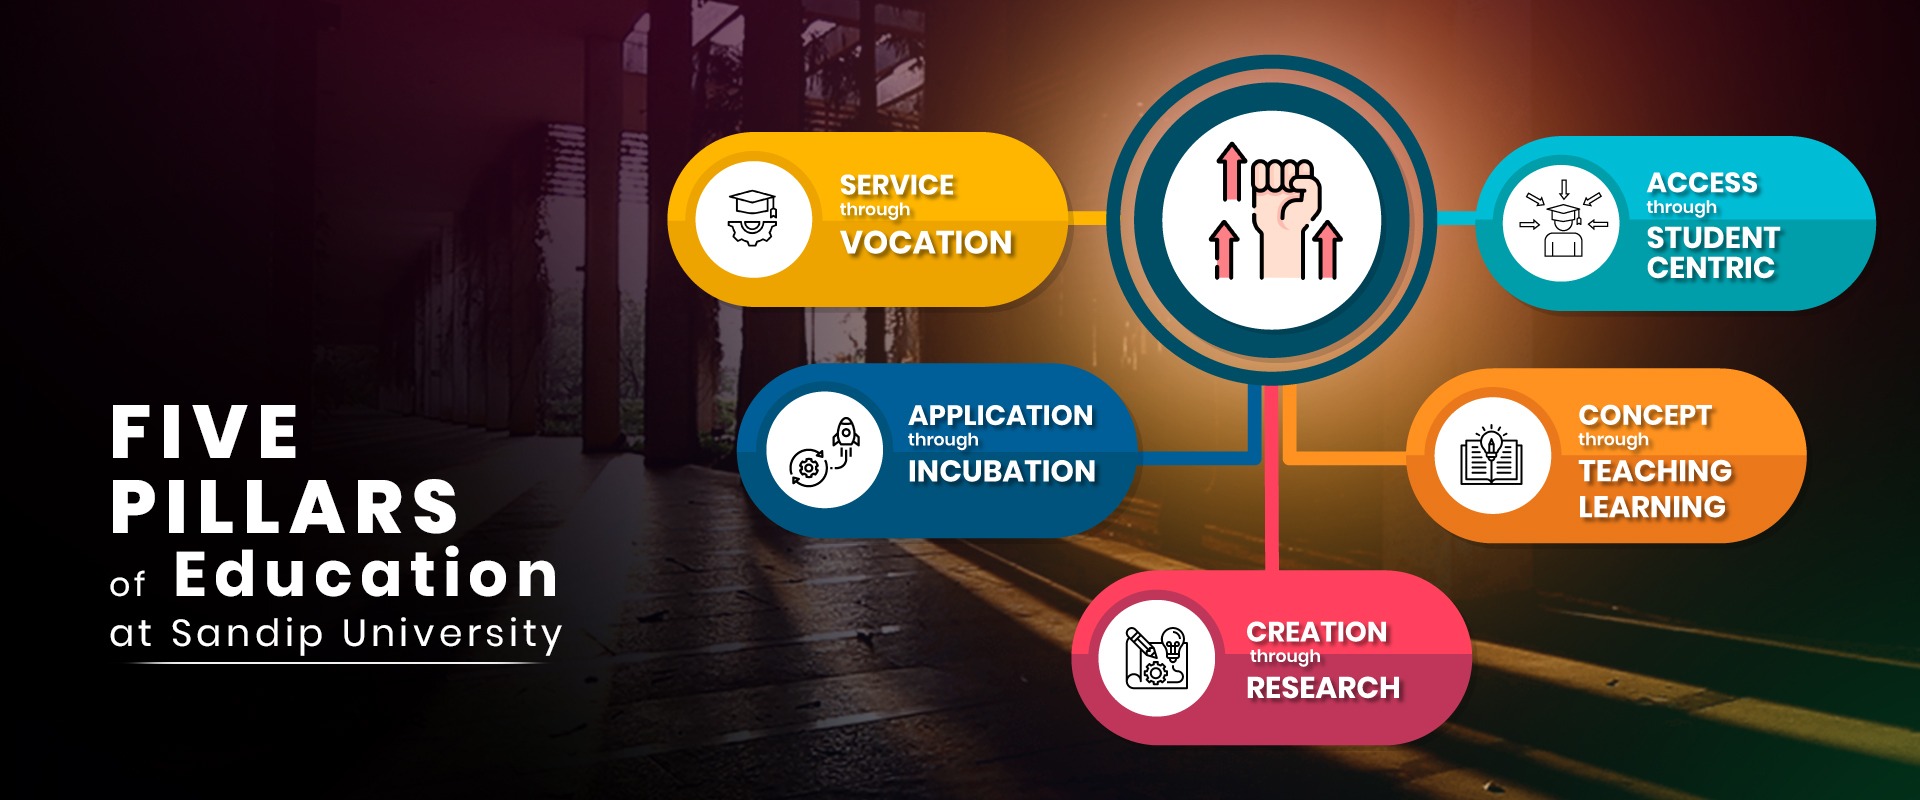 FIVE
PILLARS
of Education
at Sandip University
SERVICE
through
VOCATION
ACCESS
through
STUDENT
CENTRIC
APPLICATION
through
INCUBATION
CONCEPT
through
TEACHING
LEARNING
CREATION
through
RESEARCH